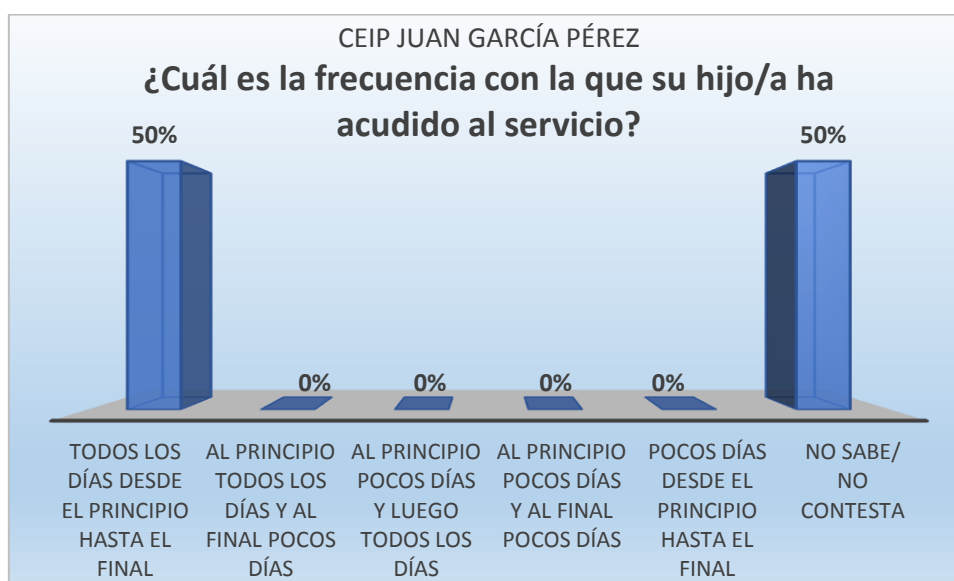 CEIP JUAN GARCÍA PÉREZ
¿Cuál es la frecuencia con la que su hijo/a ha
acudido al servicio?
50%
0%
0%
0%
0%
50%
TODOS LOS
DÍAS DESDE
EL PRINCIPIO
HASTA EL
FINAL
AL PRINCIPIO
TODOS LOS
DÍAS Y AL
FINAL POCOS
DÍAS
AL PRINCIPIO
POCOS DÍAS
Y LUEGO
TODOS LOS
DÍAS
AL PRINCIPIO
POCOS DÍAS
Y AL FINAL
POCOS DÍAS
POCOS DÍAS
DESDE EL
PRINCIPIO
HASTA EL
FINAL
NO SABE/
NO
CONTESTA